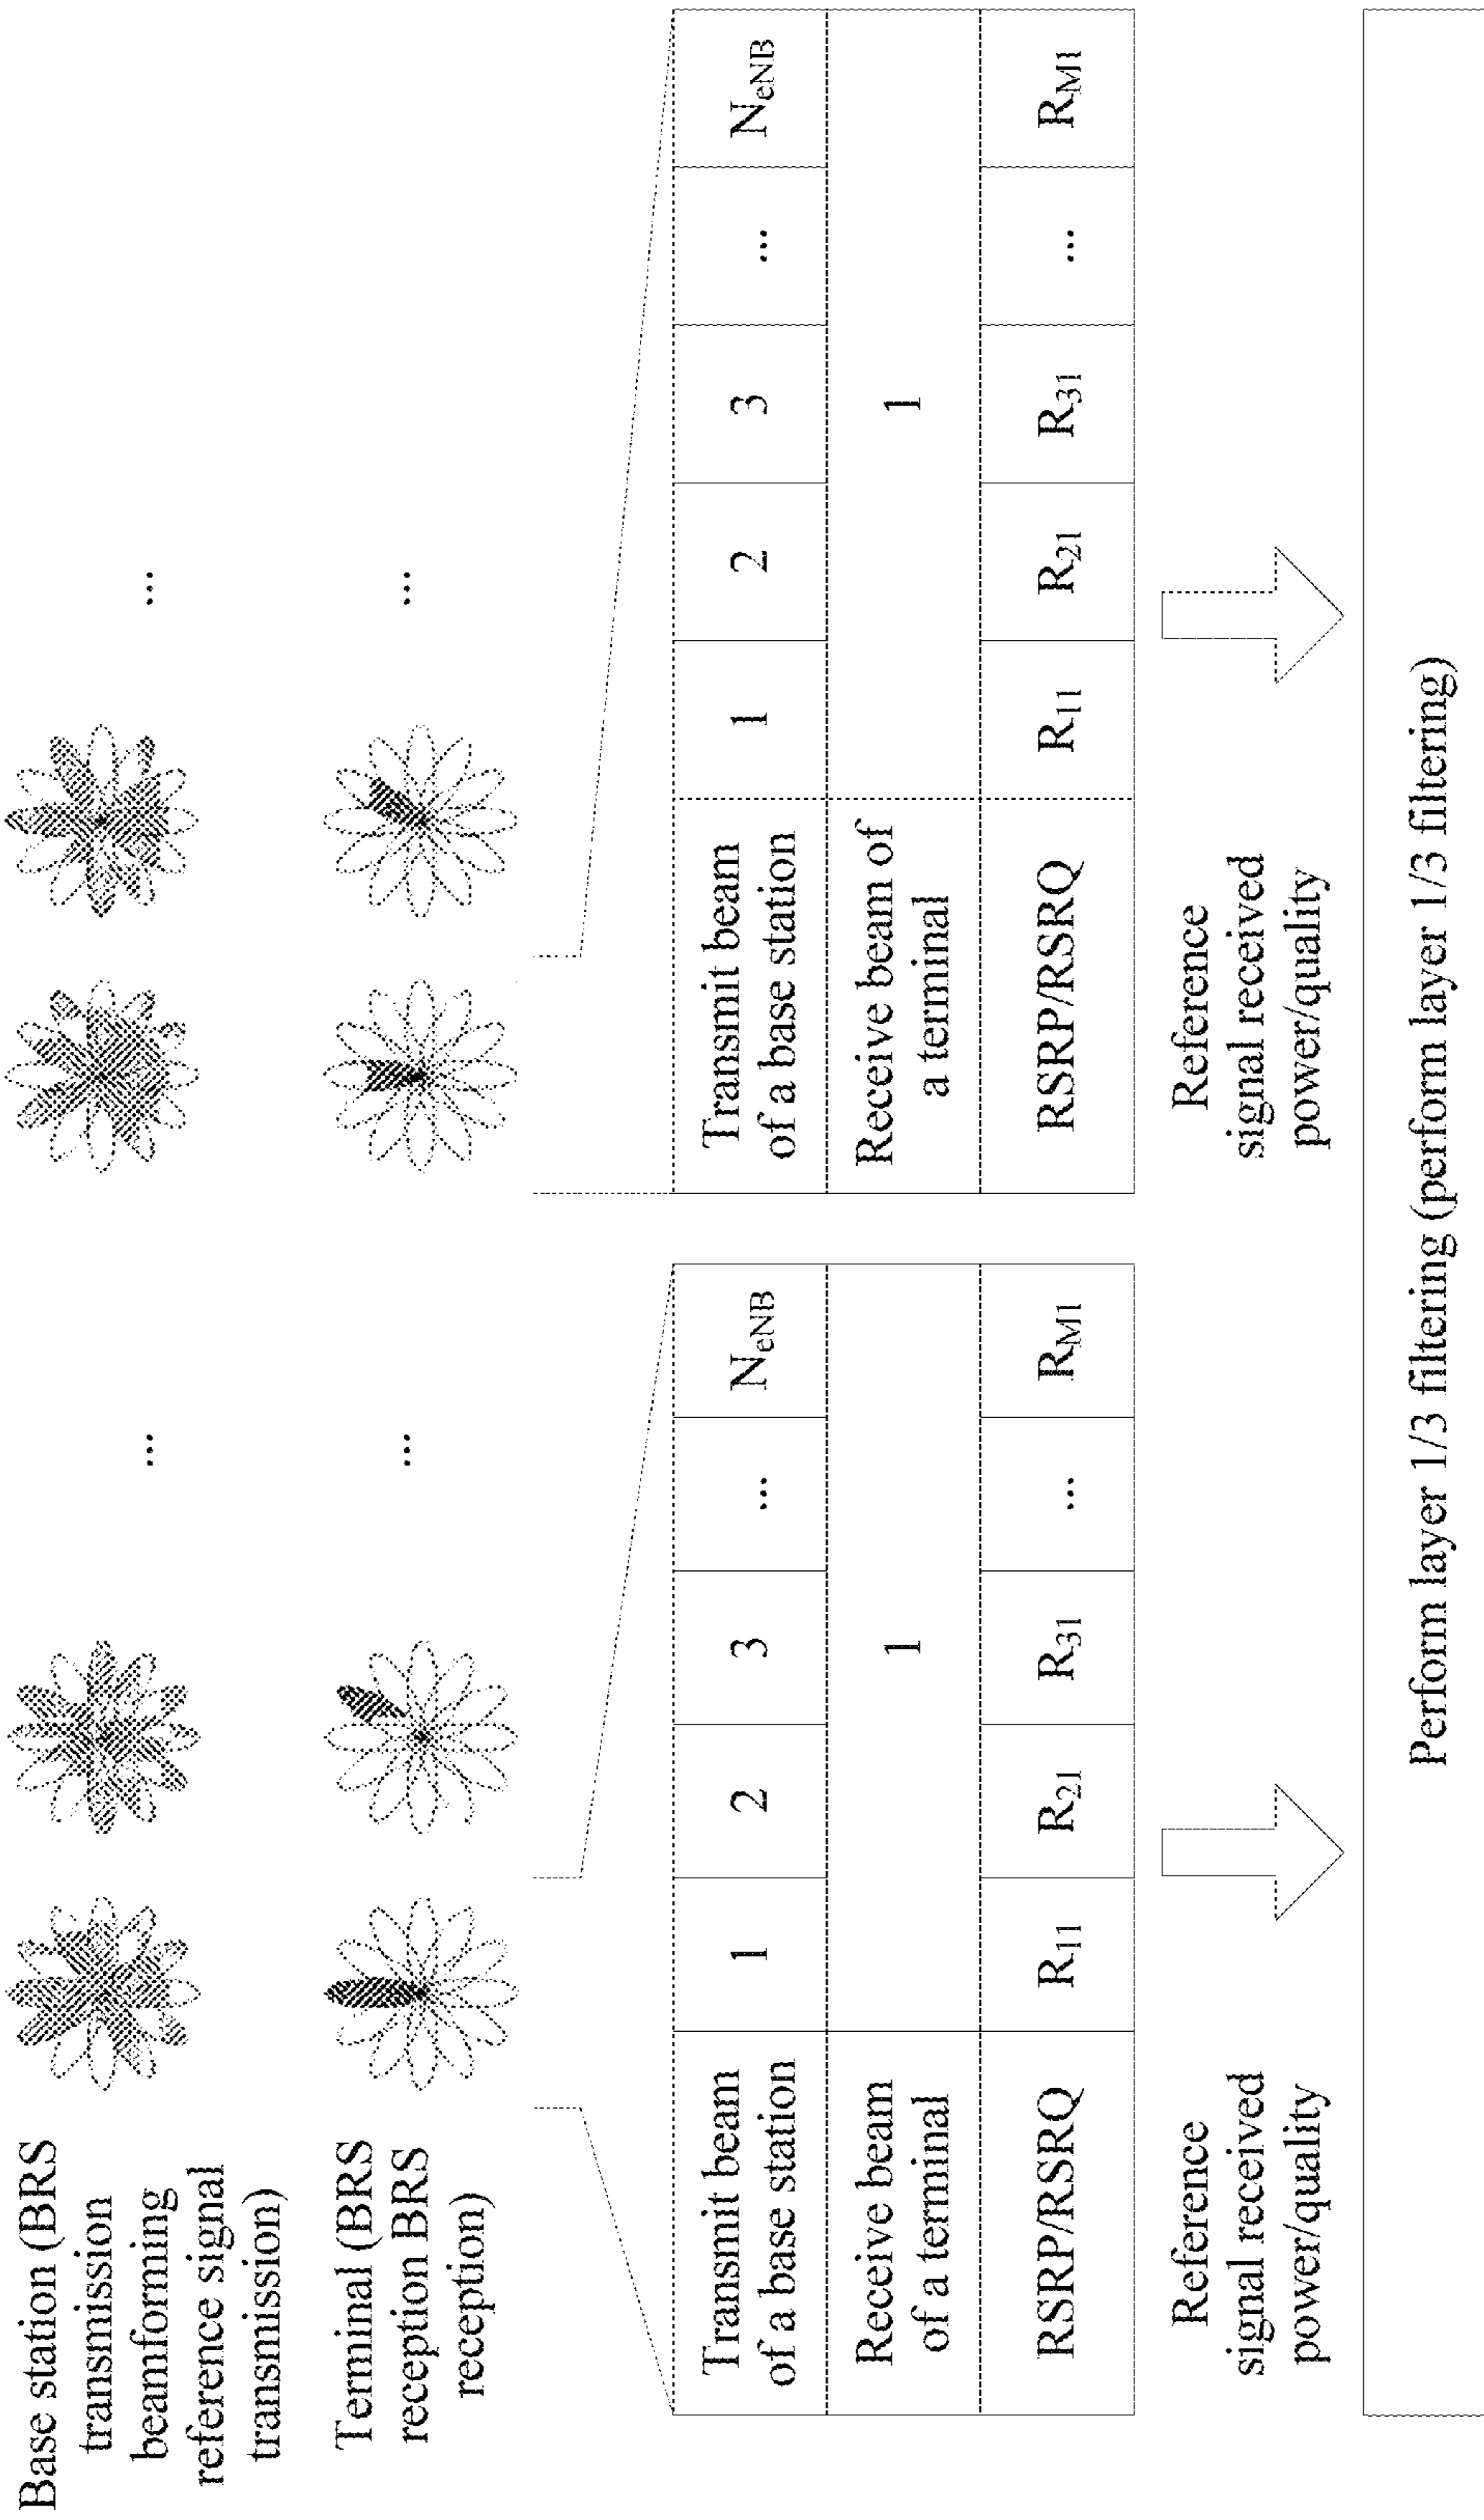 Base station (BRS
transmission
beamforming
reference signal
transmission)
...
...
Terminal (BRS
reception BRS
reception)
...
...
Transmit beam
of a base station
1
2
3
...
NeNB
Receive beam
of a terminal
1
RSRP/RSRQ
R11
R21
R31
...
RM1
Transmit beam
of a base station
1
2
3
...
NeNB
Receive beam of
a terminal
1
RSRP/RSRQ
R11
R21
R31
...
RM1
Reference
signal received
power/quality
Reference
signal received
power/quality
Perform layer 1/3 filtering (perform layer 1/3 filtering)